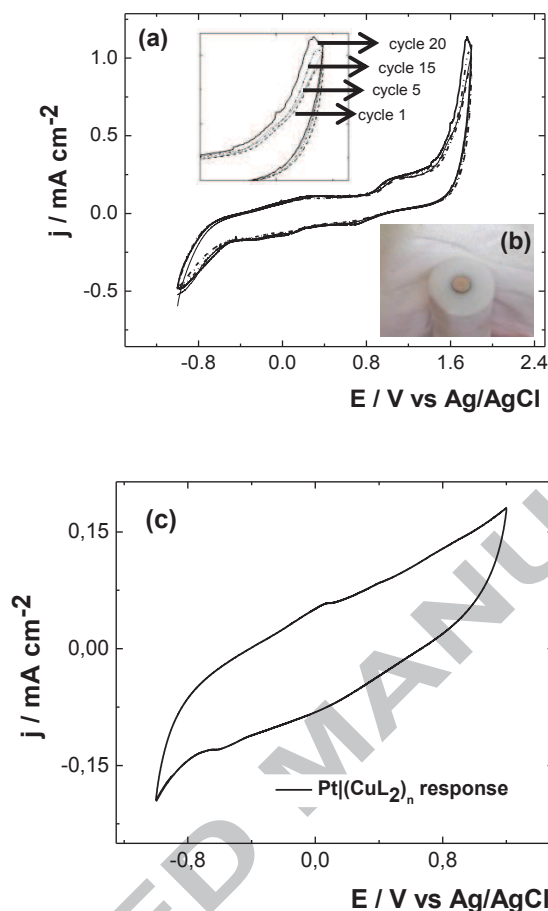 (a)
cycle 20
cycle 15
cycle 5
cycle 1
1.0
0.5
0.0
-0.5
j / mA cm-2
(b)
-0.8 0.0 0.8 1.6 2.4
E / V vs Ag/AgCl
(c)
0,15
0,00
-0,15
j / mA cm-2
Pt|(CuL2)n response
-0,8 0,0 0,8
E / V vs Ag/AgCl
ED MANU